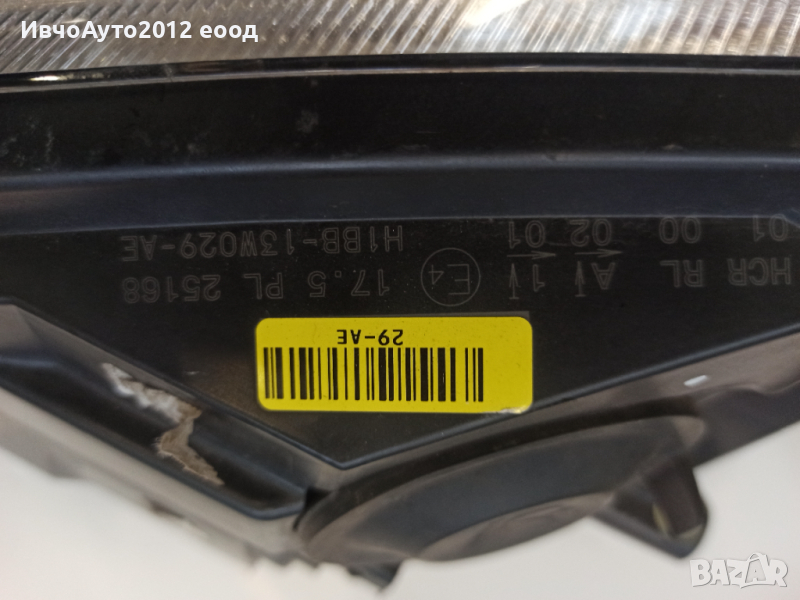 ИвчоАуто2012 еоод
HCR RL A 1 E4 17.5 PL 25168
01 00 02 01 H1BB-13W029-AE
29-AE
BAZAR